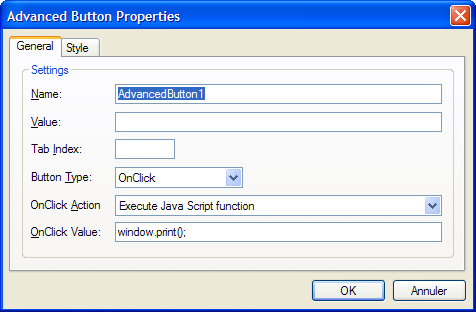 Advanced Button Properties
General Style
Settings
Name: AdvancedButton1
Value:
Tab Index:
Button Type: OnClick
OnClick Action Execute Java Script function
OnClick Value: window.print();
OK Annuler